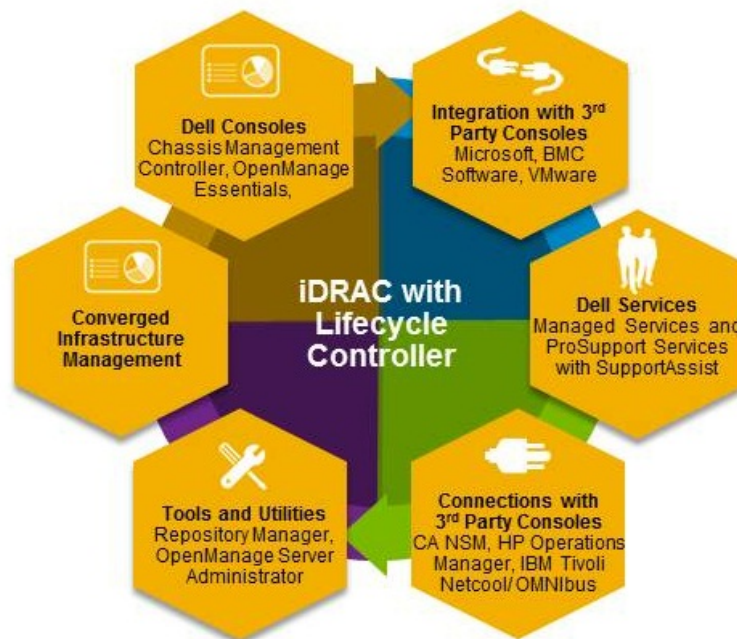 Dell Consoles
Chassis Management
Controller, OpenManage
Essentials,
Integration with 3rd
Party Consoles
Microsoft, BMC
Software, VMware
Converged
Infrastructure
Management
iDRAC with
Lifecycle
Controller
Dell Services
Managed Services and
ProSupport Services
with SupportAssist
Tools and Utilities
Repository Manager,
OpenManage Server
Administrator
Connections with
3rd Party Consoles
CA NSM, HP Operations
Manager, IBM Tivoli
Netcool/OMNIbus